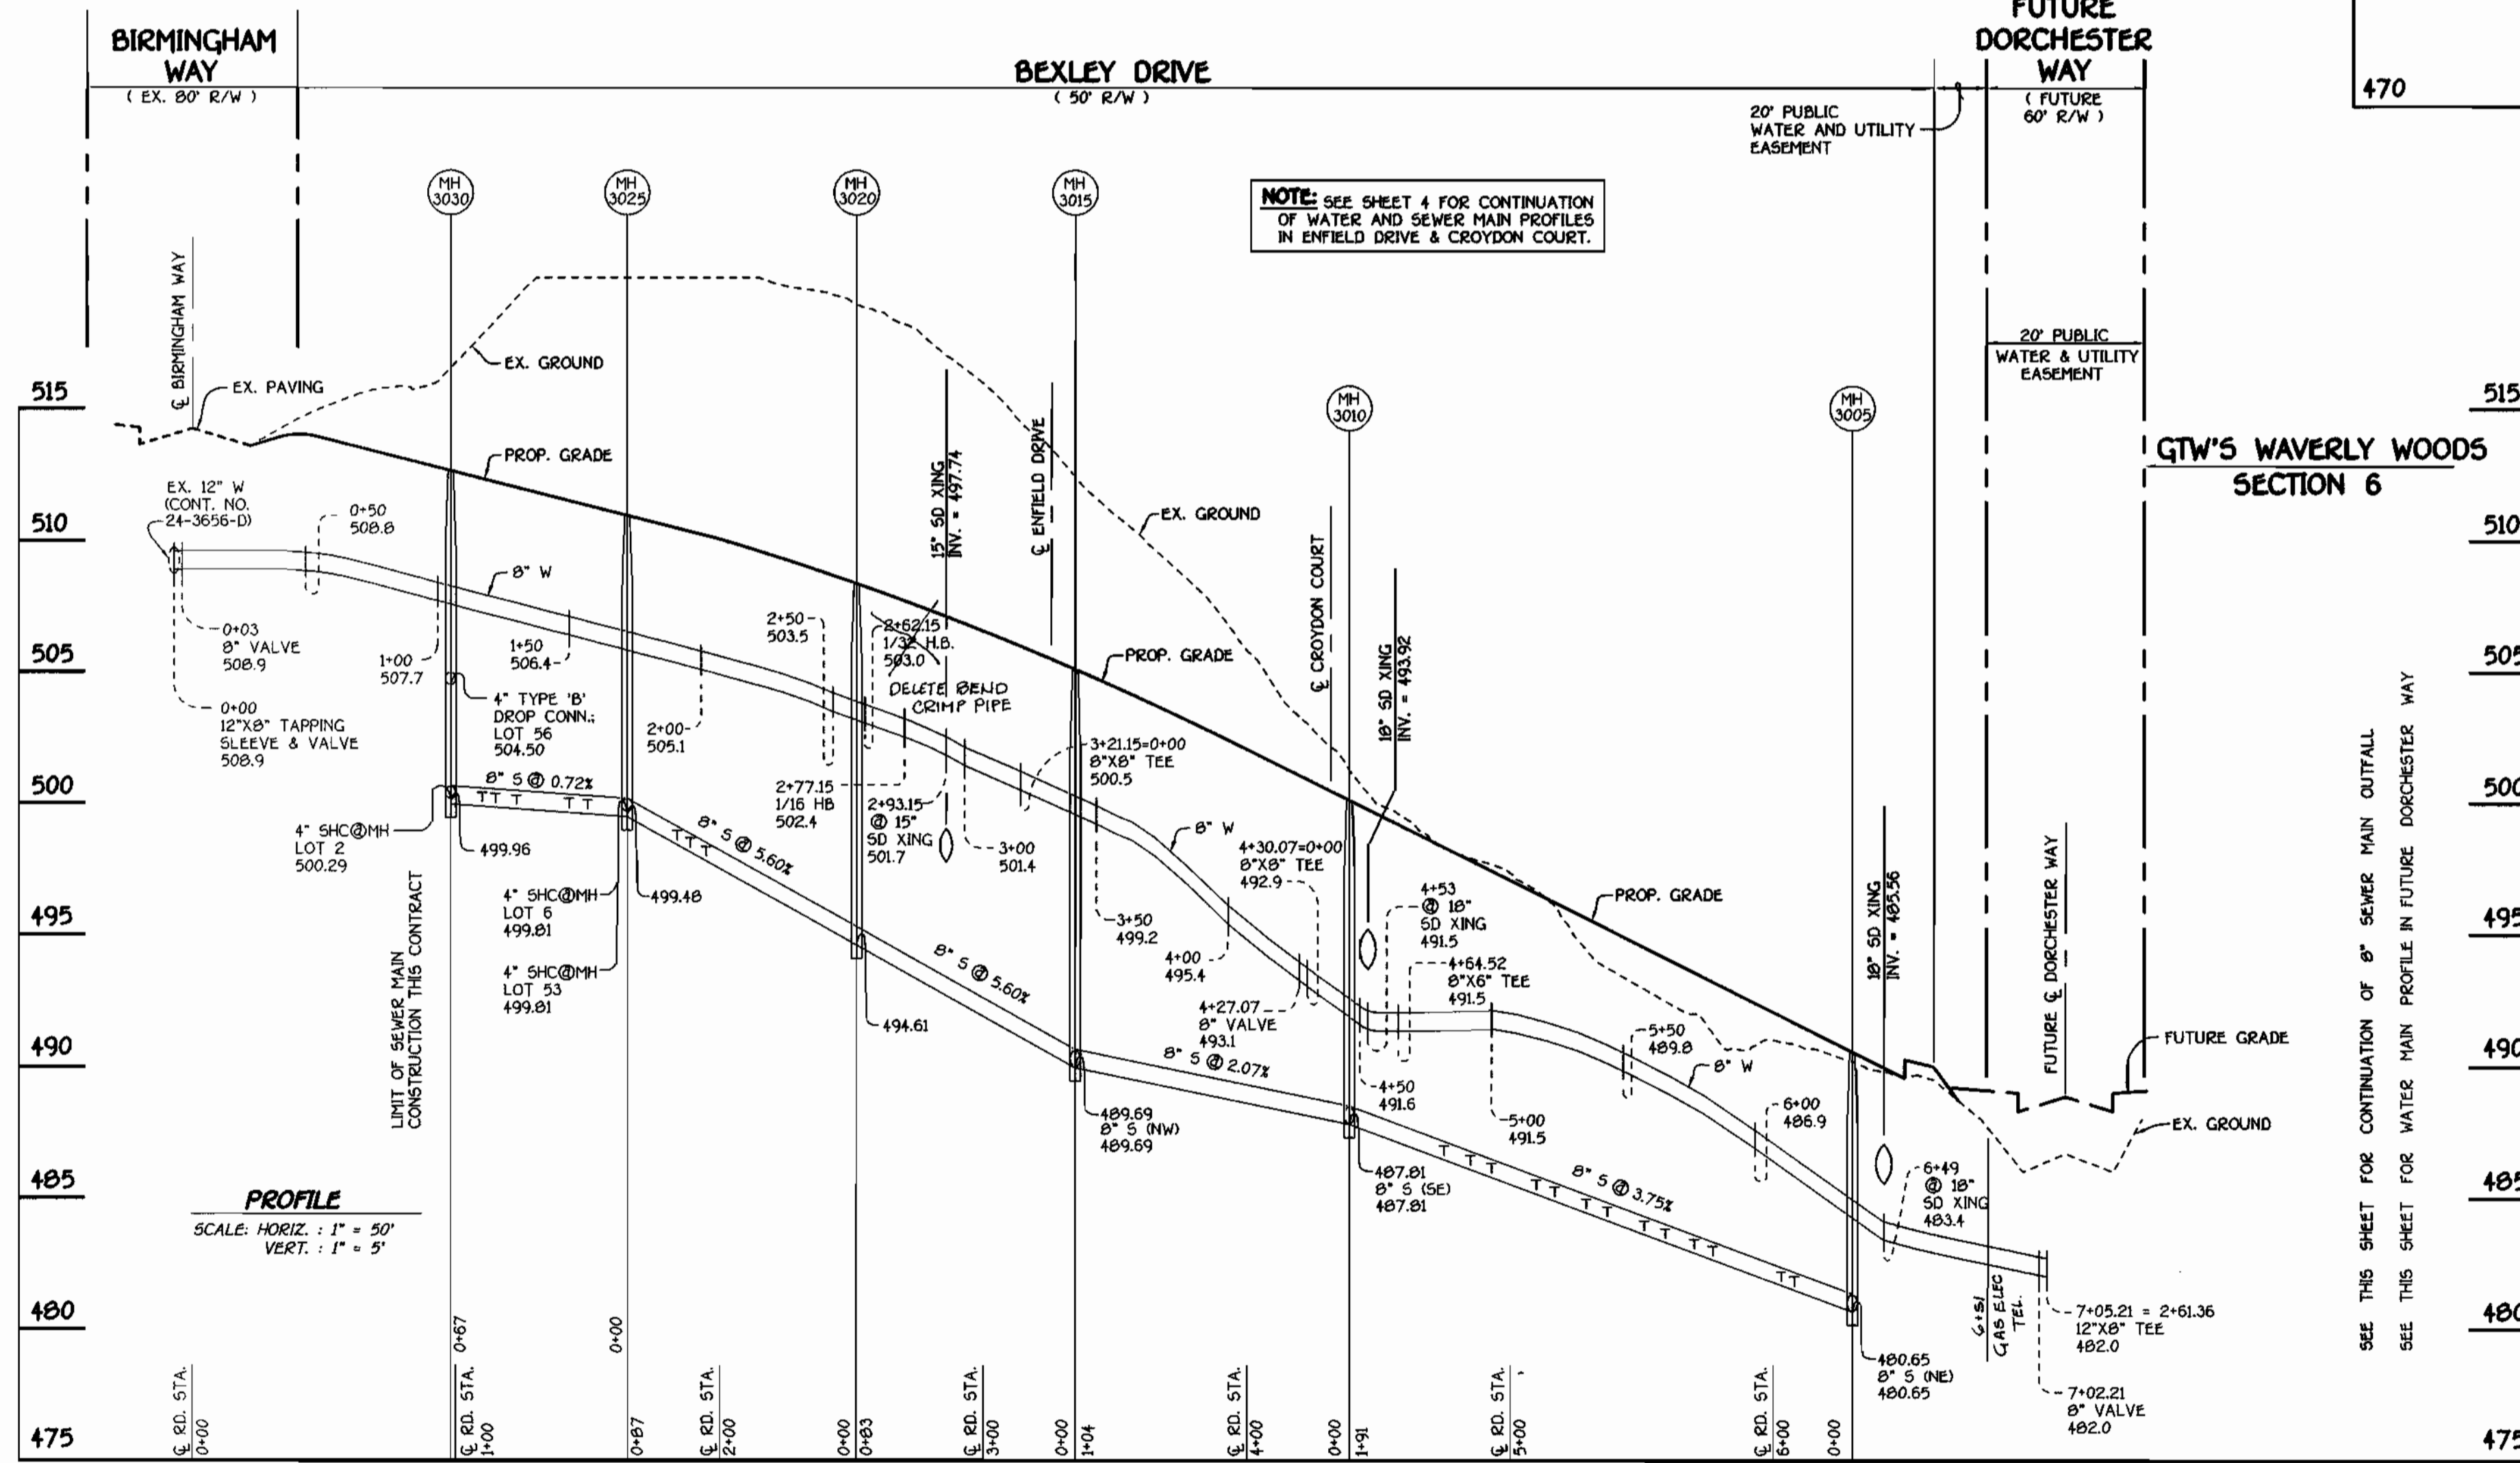 BIRMINGHAM
WAY
( EX. 80' R/W )
BEXLEY DRIVE
( 50' R/W )
FUTURE
DORCHESTER
WAY
( FUTURE
60' R/W )
470
20' PUBLIC
WATER AND UTILITY
EASEMENT
MH
3030
MH
3025
MH
3020
MH
3015
NOTE: SEE SHEET 4 FOR CONTINUATION
OF WATER AND SEWER MAIN PROFILES
IN ENFIELD DRIVE & CROYDON COURT.
℄ BIRMINGHAM WAY
EX. PAVING
EX. GROUND
20' PUBLIC
WATER & UTILITY
EASEMENT
515
510
505
500
495
490
485
480
475
MH
3010
MH
3005
515
510
505
500
495
490
485
480
475
GTW'S WAVERLY WOODS
SECTION 6
PROP. GRADE
EX. 12" W
(CONT. NO.
24-3656-D)
0+50
508.8
8" W
15" SD XING
INV. = 497.74
℄ ENFIELD DRIVE
EX. GROUND
℄ CROYDON COURT
18" SD XING
INV. = 493.92
0+03
8" VALVE
508.9
0+00
12"X8" TAPPING
SLEEVE & VALVE
508.9
1+00
507.7
1+50
506.4
4" TYPE 'B'
DROP CONN.;
LOT 56
504.50
2+00
505.1
2+50
503.5
2+62.15
1/32 H.B.
503.0
DELETE BEND
CRIMP PIPE
PROP. GRADE
2+77.15
1/16 HB
502.4
2+93.15
@ 15"
SD XING
501.7
3+00
501.4
3+21.15=0+00
8"X8" TEE
500.5
3+50
499.2
8" W
4+00
495.4
4+30.07=0+00
8"X8" TEE
492.9
4+27.07
8" VALVE
493.1
4+53
@ 18"
SD XING
491.5
4+64.52
8"X6" TEE
491.5
4+50
491.6
5+00
491.5
5+50
489.8
8" W
6+00
486.9
PROP. GRADE
18" SD XING
INV. = 485.56
6+49
@ 18"
SD XING
483.4
FUTURE ℄ DORCHESTER WAY
FUTURE GRADE
EX. GROUND
8" S @ 0.72%
T T T T T
4" SHC@MH
LOT 2
500.29
499.96
4" SHC@MH
LOT 6
499.81
4" SHC@MH
LOT 53
499.81
499.48
8" S @ 5.60%
T T T
494.61
8" S @ 5.60%
489.69
8" S (NW)
489.69
8" S @ 2.07%
487.81
8" S (SE)
487.81
8" S @ 3.75%
T T T T T T T T T T T T T
480.65
8" S (NE)
480.65
6+81
GAS ELEC
TEL.
7+05.21 = 2+61.36
12"X8" TEE
482.0
7+02.21
8" VALVE
482.0
LIMIT OF SEWER MAIN
CONSTRUCTION THIS CONTRACT
PROFILE
SCALE: HORIZ. : 1" = 50'
VERT. : 1" = 5'
SEE THIS SHEET FOR CONTINUATION OF 8" SEWER MAIN OUTFALL
SEE THIS SHEET FOR WATER MAIN PROFILE IN FUTURE DORCHESTER WAY
℄ RD. STA.
0+00
0+67
℄ RD. STA.
1+00
0+00
0+87
℄ RD. STA.
2+00
0+00
0+83
℄ RD. STA.
3+00
0+00
1+04
℄ RD. STA.
4+00
0+00
1+91
℄ RD. STA.
5+00
℄ RD. STA.
6+00
0+00